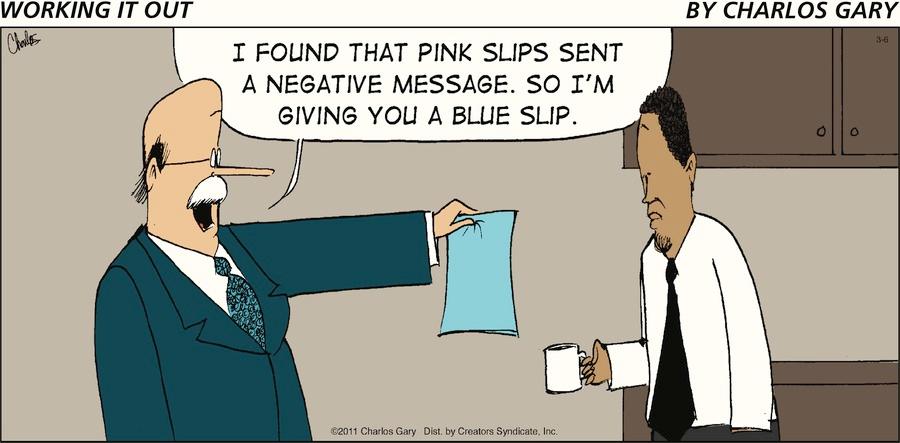 WORKING IT OUT
BY CHARLOS GARY
Charlos
3-6
I FOUND THAT PINK SLIPS SENT
A NEGATIVE MESSAGE. SO I'M
GIVING YOU A BLUE SLIP.
©2011 Charlos Gary Dist. by Creators Syndicate, Inc.